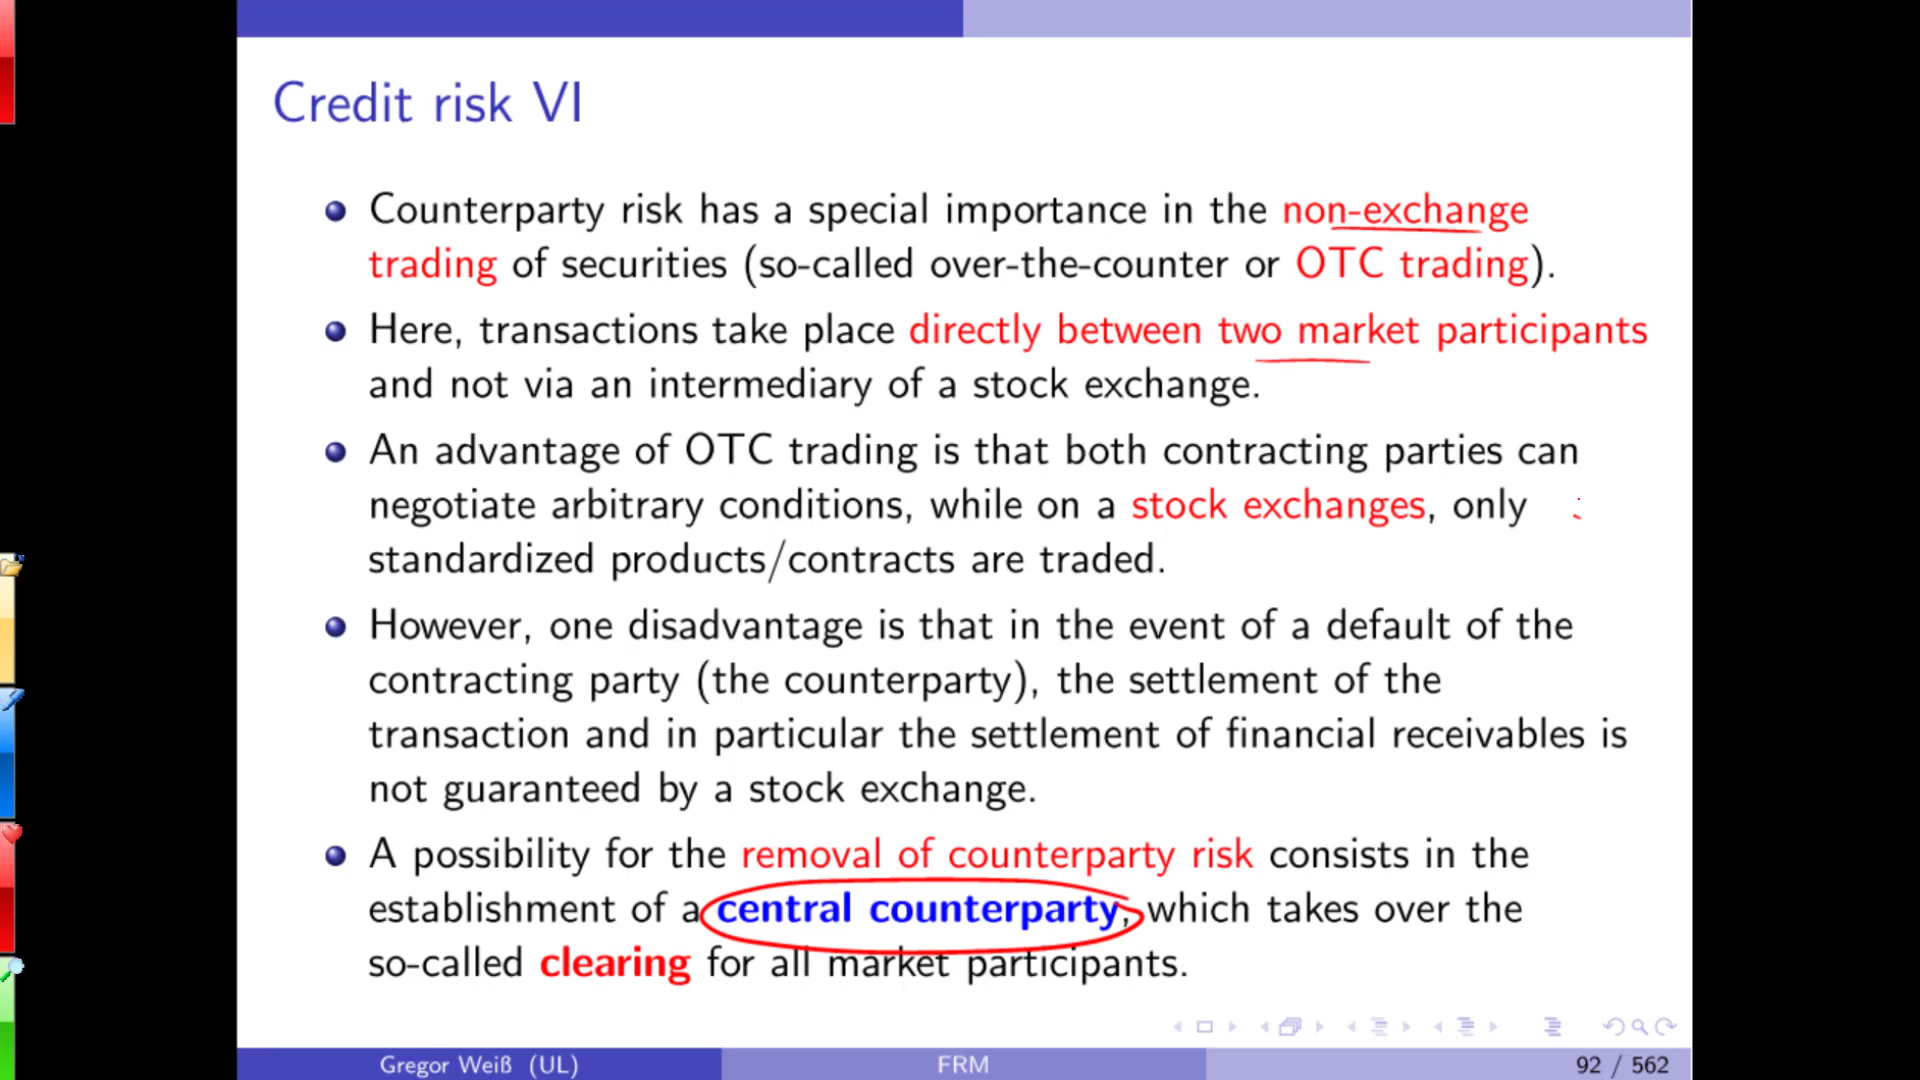 Credit risk VI
Counterparty risk has a special importance in the non-exchange
trading of securities (so-called over-the-counter or OTC trading).
Here, transactions take place directly between two market participants
and not via an intermediary of a stock exchange.
An advantage of OTC trading is that both contracting parties can
negotiate arbitrary conditions, while on a stock exchanges, only
standardized products/contracts are traded.
However, one disadvantage is that in the event of a default of the
contracting party (the counterparty), the settlement of the
transaction and in particular the settlement of financial receivables is
not guaranteed by a stock exchange.
A possibility for the removal of counterparty risk consists in the
establishment of a central counterparty, which takes over the
so-called clearing for all market participants.
Gregor Weiß (UL) FRM 92 / 562